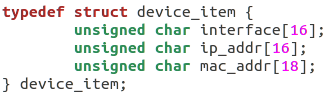 typedef struct device_item {
        unsigned char interface[16];
        unsigned char ip_addr[16];
        unsigned char mac_addr[18];
} device_item;